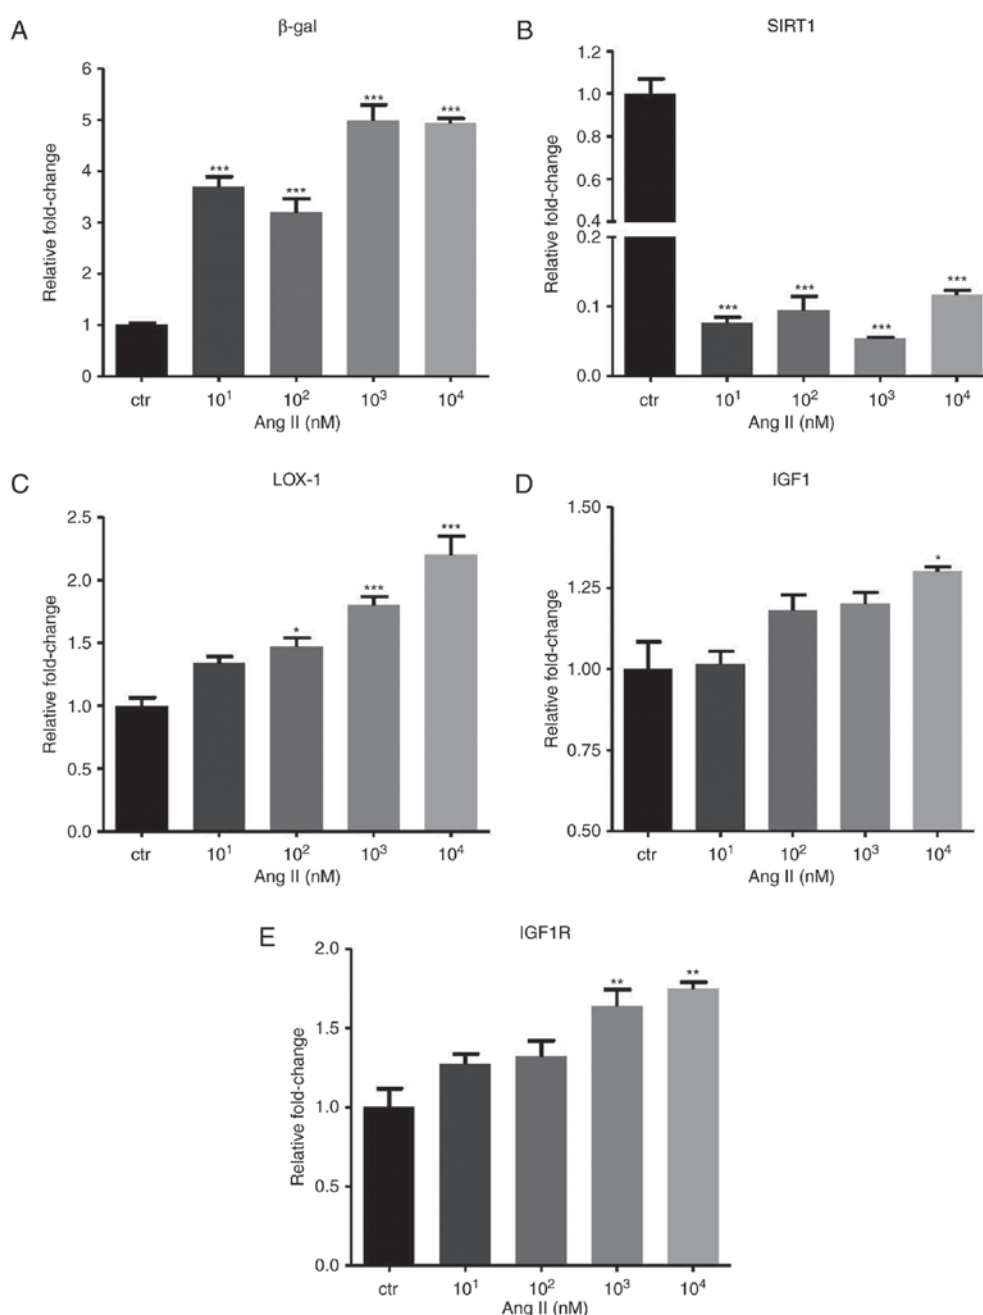 A
β-gal
Relative fold-change
6
5
4
3
2
1
0
***
***
***
***
ctr 10¹ 10² 10³ 10⁴
Ang II (nM)
B
SIRT1
Relative fold-change
1.2
1.0
0.8
0.6
0.4
0.2
0.1
0.0
***
***
***
***
ctr 10¹ 10² 10³ 10⁴
Ang II (nM)
C
LOX-1
Relative fold-change
2.5
2.0
1.5
1.0
0.5
0.0
*
***
***
ctr 10¹ 10² 10³ 10⁴
Ang II (nM)
D
IGF1
Relative fold-change
1.50
1.25
1.00
0.75
0.50
*
ctr 10¹ 10² 10³ 10⁴
Ang II (nM)
E
IGF1R
Relative fold-change
2.0
1.5
1.0
0.5
0.0
**
**
ctr 10¹ 10² 10³ 10⁴
Ang II (nM)